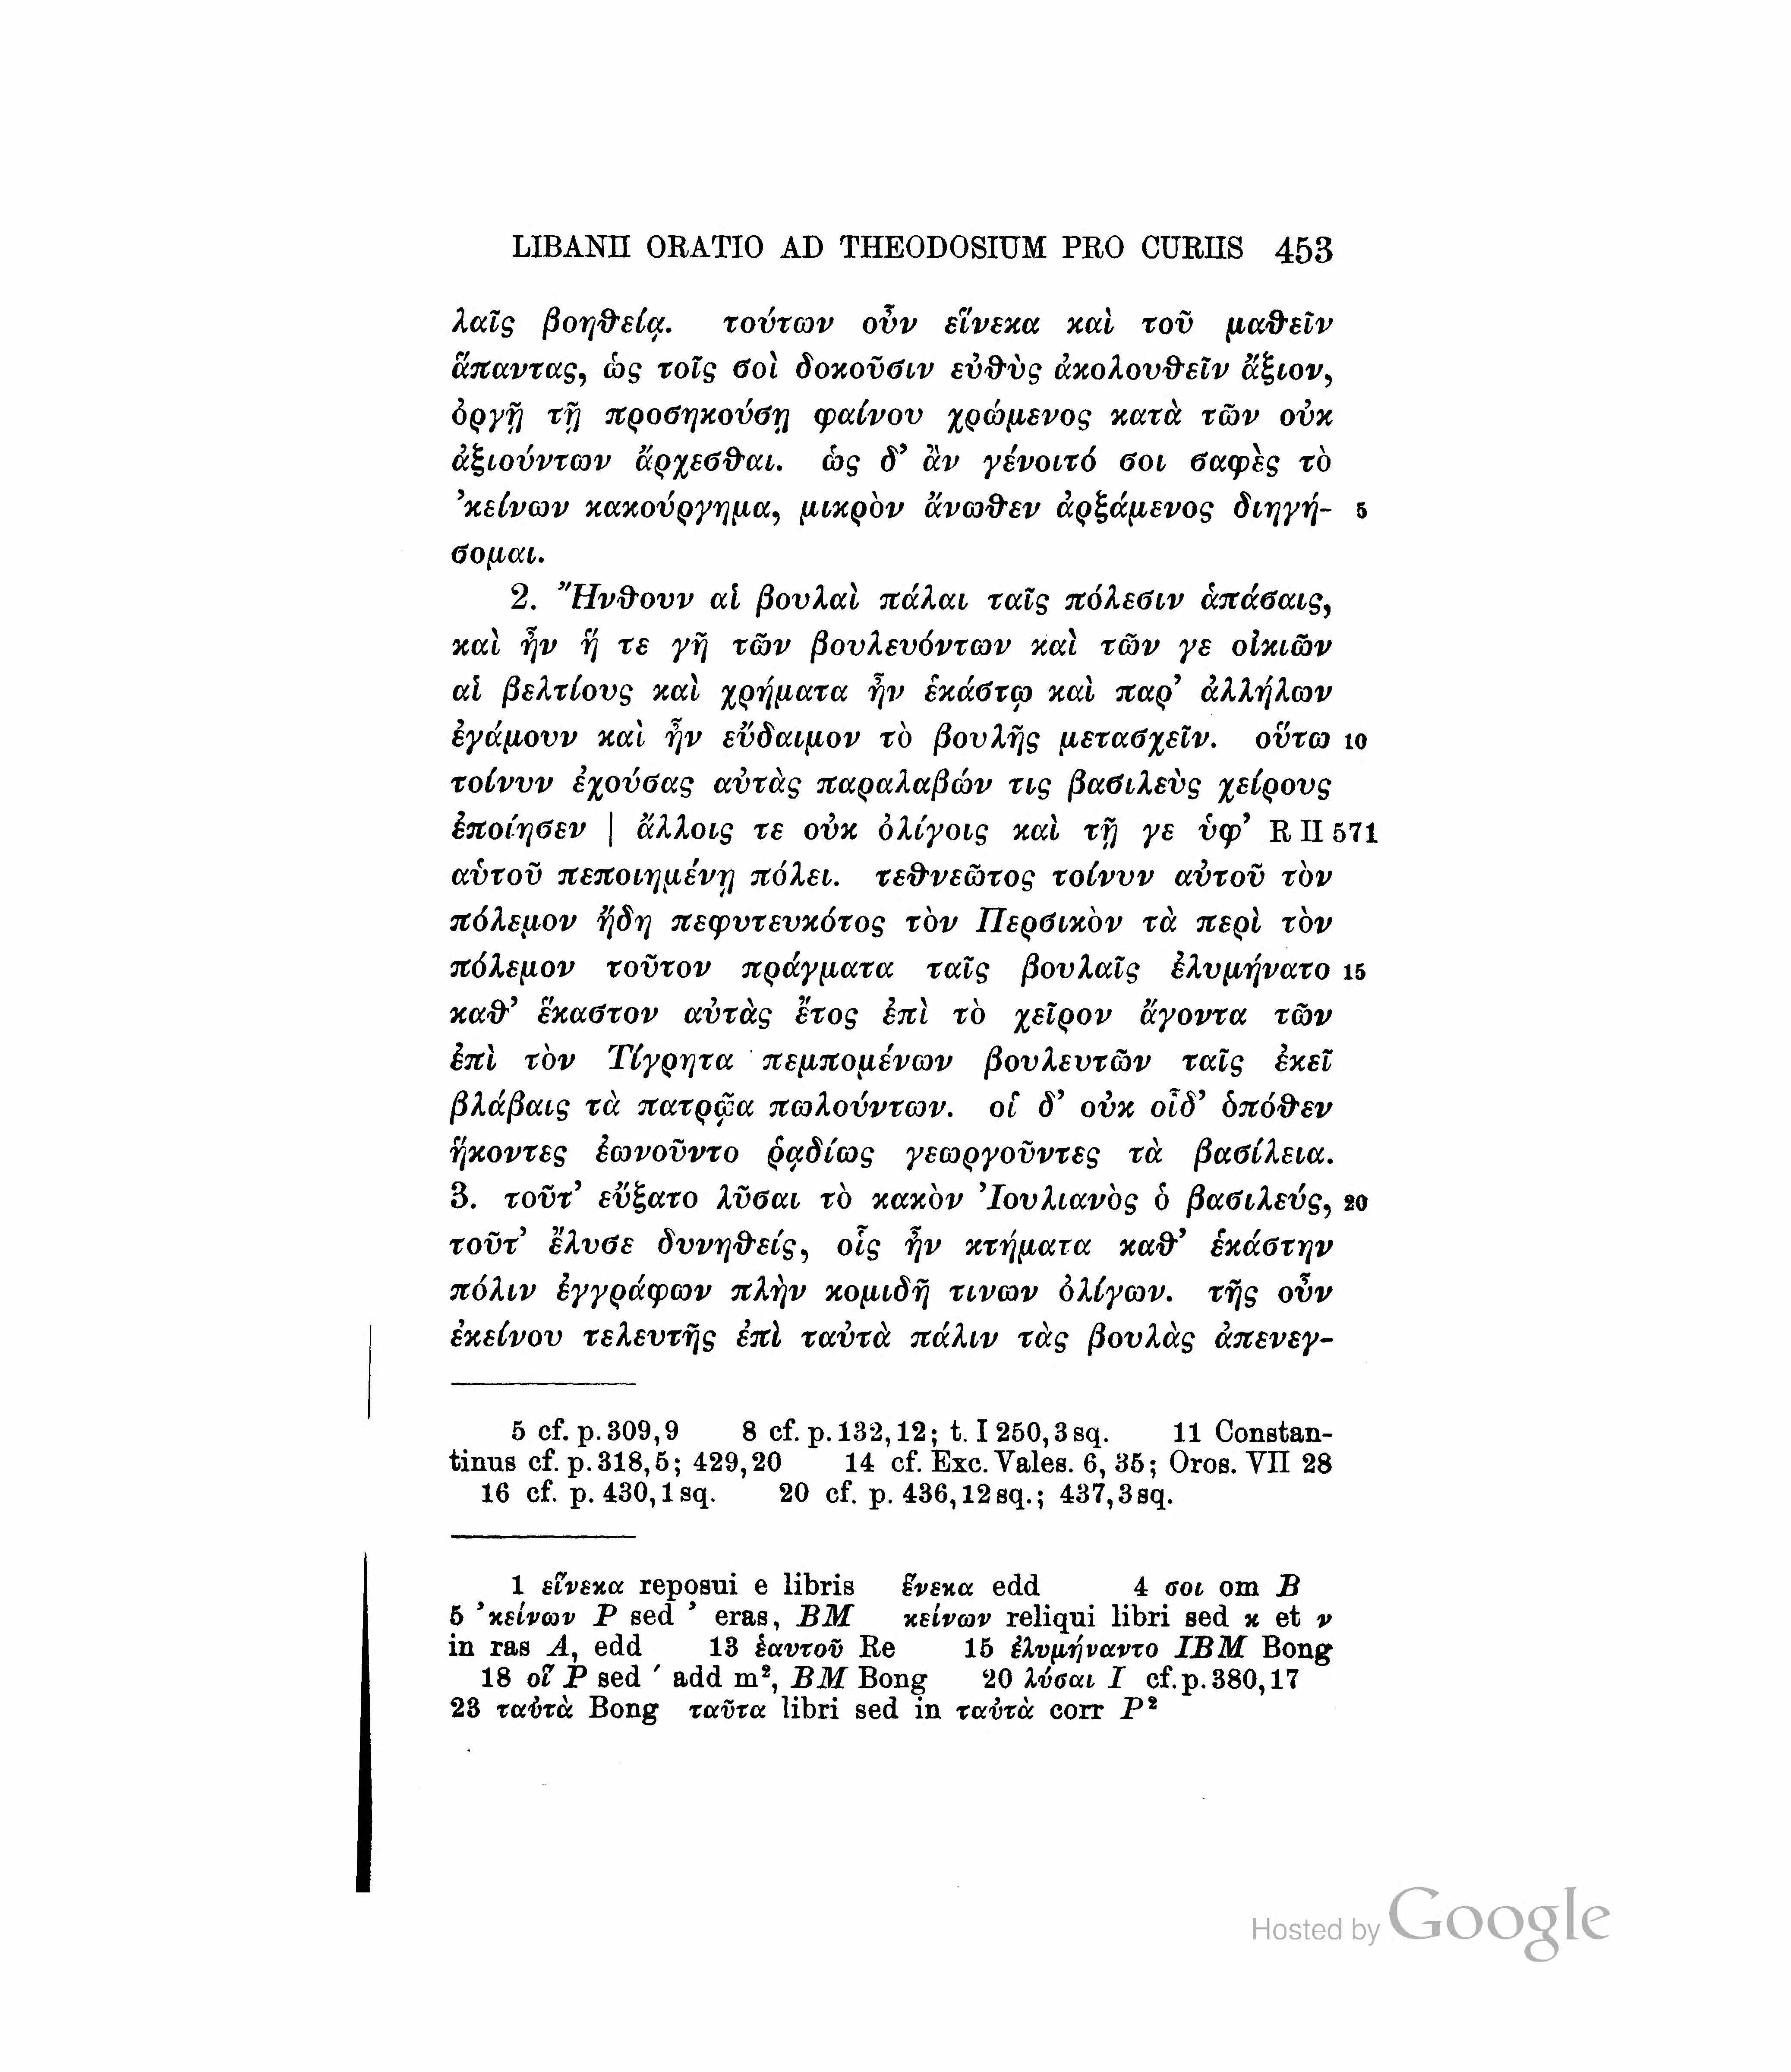 LIBANII ORATIO AD THEODOSIUM PRO CURIIS 453
λαῖς βοηθείᾳ. τούτων οὖν εἵνεκα καὶ τοῦ μαθεῖν
ἅπαντας, ὡς τοῖς σοὶ δοκοῦσιν εὐθὺς ἀκολουθεῖν ἄξιον,
ὀργῇ τῇ προσηκούσῃ φαίνου χρώμενος κατὰ τῶν οὐκ
ἀξιούντων ἄρχεσθαι. ὡς δ’ ἂν γένοιτό σοι σαφὲς τὸ
’κείνων κακούργημα, μικρὸν ἄνωθεν ἀρξάμενος διηγή- 5
σομαι.
2. Ἤνθουν αἱ βουλαὶ πάλαι ταῖς πόλεσιν ἁπάσαις,
καὶ ἦν ἥ τε γῆ τῶν βουλευόντων καὶ τῶν γε οἰκιῶν
αἱ βελτίους καὶ χρήματα ἦν ἑκάστῳ καὶ παρ’ ἀλλήλων
ἐγάμουν καὶ ἦν εὔδαιμον τὸ βουλῆς μετασχεῖν. οὕτω 10
τοίνυν ἐχούσας αὐτὰς παραλαβών τις βασιλεὺς χείρους
ἐποίησεν | ἄλλοις τε οὐκ ὀλίγοις καὶ τῇ γε ὑφ’ R II 571
αὑτοῦ πεποιημένῃ πόλει. τεθνεῶτος τοίνυν αὐτοῦ τὸν
πόλεμον ἤδη πεφυτευκότος τὸν Περσικὸν τὰ περὶ τὸν
πόλεμον τοῦτον πράγματα ταῖς βουλαῖς ἐλυμήνατο 15
καθ’ ἕκαστον αὐτὰς ἔτος ἐπὶ τὸ χεῖρον ἄγοντα τῶν
ἐπὶ τὸν Τίγρητα πεμπομένων βουλευτῶν ταῖς ἐκεῖ
βλάβαις τὰ πατρῷα πωλούντων. οἱ δ’ οὐκ οἶδ’ ὁπόθεν
ἥκοντες ἐωνοῦντο ῥᾳδίως γεωργοῦντες τὰ βασίλεια.
3. τοῦτ’ εὔξατο λῦσαι τὸ κακὸν Ἰουλιανὸς ὁ βασιλεύς, 20
τοῦτ’ ἔλυσε δυνηθείς, οἷς ἦν κτήματα καθ’ ἑκάστην
πόλιν ἐγγράφων πλὴν κομιδῇ τινων ὀλίγων. τῆς οὖν
ἐκείνου τελευτῆς ἐπὶ ταὐτὰ πάλιν τὰς βουλὰς ἀπενεγ-
5 cf. p. 309,9 8 cf. p. 132,12; t. I 250,3 sq. 11 Constan-
tinus cf. p. 318,5; 429,20 14 cf. Exc. Vales. 6, 35; Oros. VII 28
16 cf. p. 430,1 sq. 20 cf. p. 436,12 sq.; 437,3 sq.
1 εἵνεκα reposui e libris ἕνεκα edd 4 σοι om B
5 ’κείνων P sed ’ eras, BM κείνων reliqui libri sed κ et ν
in ras A, edd 13 ἑαυτοῦ Re 15 ἐλυμήναντο IBM Bong
18 οἵ P sed ´ add m², BM Bong 20 λύσαι I cf. p. 380,17
23 ταὐτὰ Bong ταῦτα libri sed in ταὐτὰ corr P²
Hosted by Google